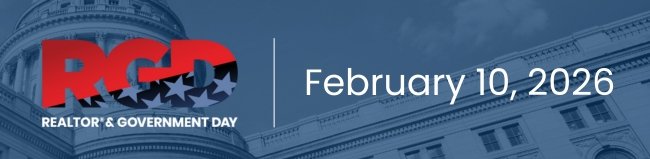 RGD
REALTOR® & GOVERNMENT DAY
February 10, 2026